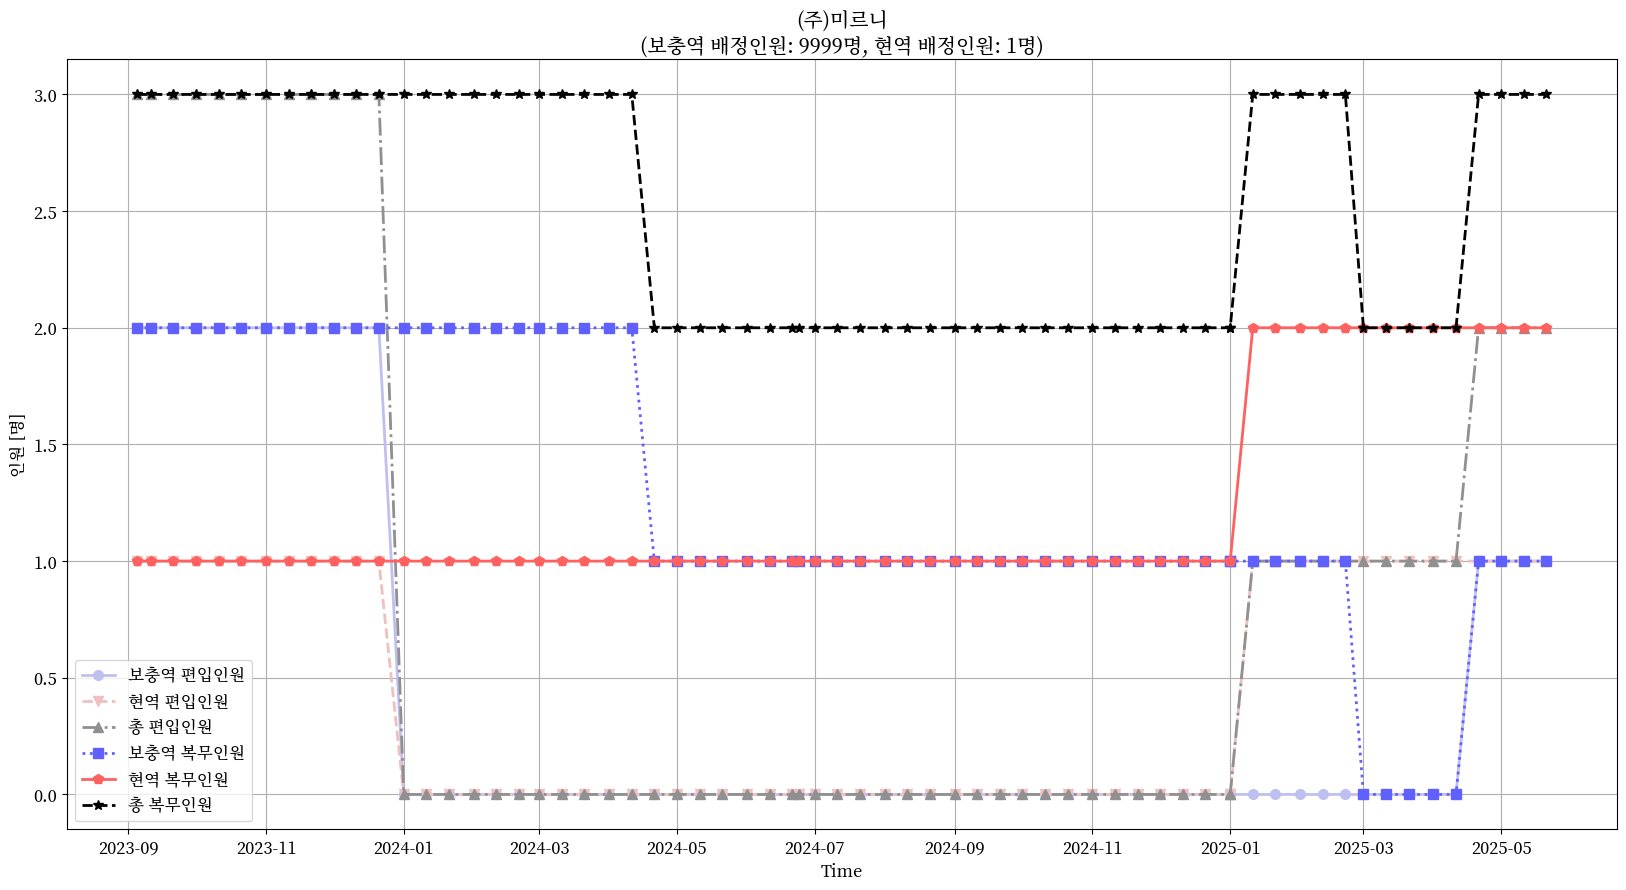 (주)미르니
(보충역 배정인원: 9999명, 현역 배정인원: 1명)
인원 [명]
3.0
2.5
2.0
1.5
1.0
0.5
0.0
보충역 편입인원
현역 편입인원
총 편입인원
보충역 복무인원
현역 복무인원
총 복무인원
2023-09
2023-11
2024-01
2024-03
2024-05
2024-07
2024-09
2024-11
2025-01
2025-03
2025-05
Time